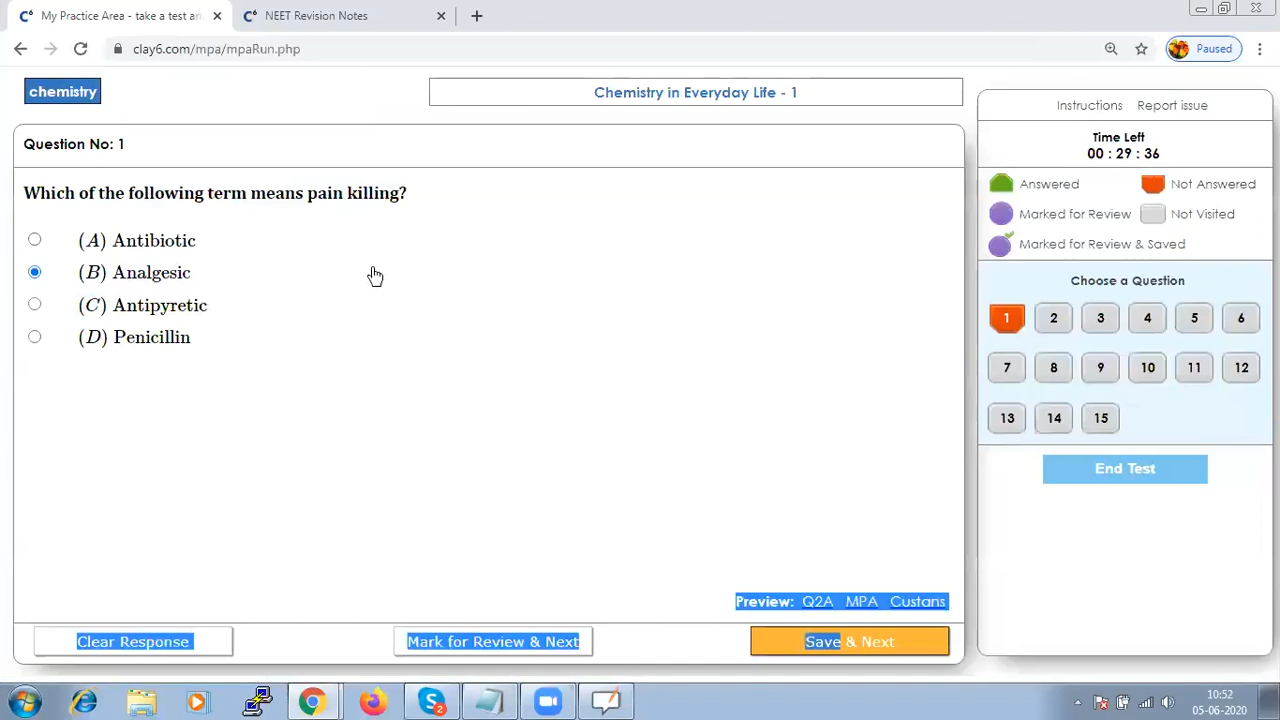 My Practice Area - take a test an
NEET Revision Notes
clay6.com/mpa/mpaRun.php
Paused
chemistry
Chemistry in Everyday Life - 1
Instructions Report issue
Question No: 1
Time Left
00 : 29 : 36
Which of the following term means pain killing?
Answered
Not Answered
Marked for Review
Not Visited
Marked for Review & Saved
(A) Antibiotic
(B) Analgesic
(C) Antipyretic
(D) Penicillin
Choose a Question
1 2 3 4 5 6
7 8 9 10 11 12
13 14 15
End Test
Preview: Q2A MPA Custans
Clear Response
Mark for Review & Next
Save & Next
2
10:52
05-06-2020